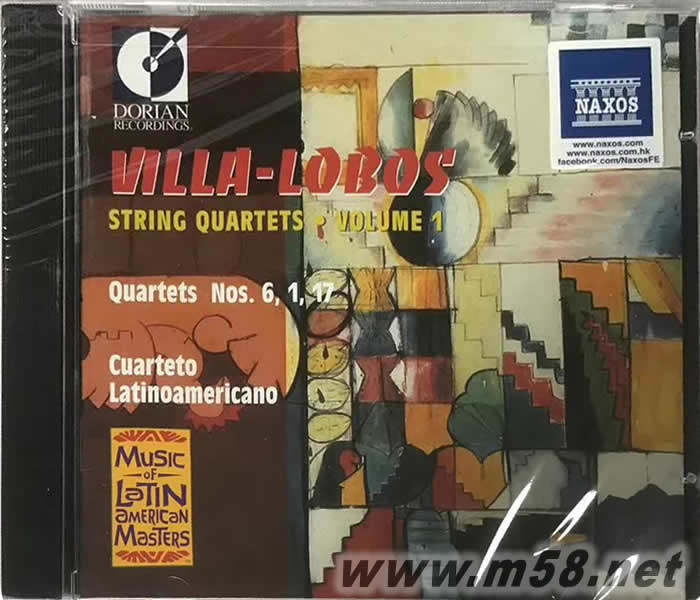 DORIAN
RECORDINGS
VILLA-LOBOS
STRING QUARTETS • VOLUME 1
Quartets Nos. 6, 1, 17
Cuarteto
Latinoamericano
MUSIC
OF
LATIN
AMERICAN
MASTERS
NAXOS
www.naxos.com
www.naxos.com.hk
facebook.com/NaxosFE
www.m58.net